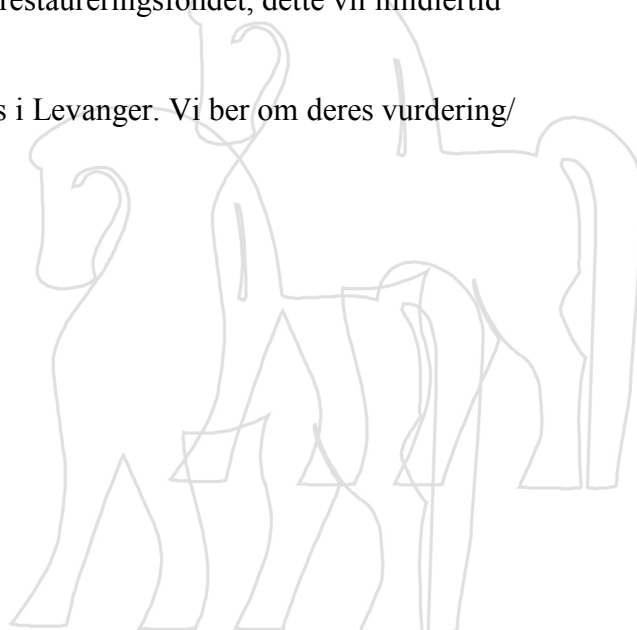 restaureringsfondet, dette vil imidlertid
s i Levanger. Vi ber om deres vurdering/